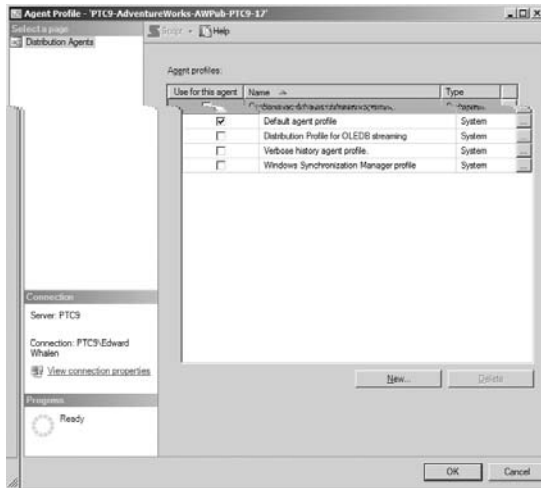 Agent Profile - 'PTC9-AdventureWorks-AWPub-PTC9-17'
Select a page
Distribution Agents
Script
Help
Agent profiles:
Use for this agent Name Type
Default agent profile System
Distribution Profile for OLEDB streaming System
Verbose history agent profile. System
Windows Synchronization Manager profile System
Connection
Server: PTC9
Connection: PTC9\Edward
Whalen
View connection properties
New...
Delete
Progress
Ready
OK
Cancel